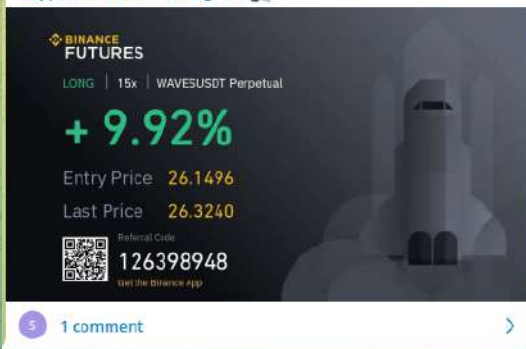 BINANCE
FUTURES
LONG | 15x | WAVESUSDT Perpetual
+ 9.92%
Entry Price 26.1496
Last Price 26.3240
Referral Code
126398948
Get the Binance App
S 1 comment